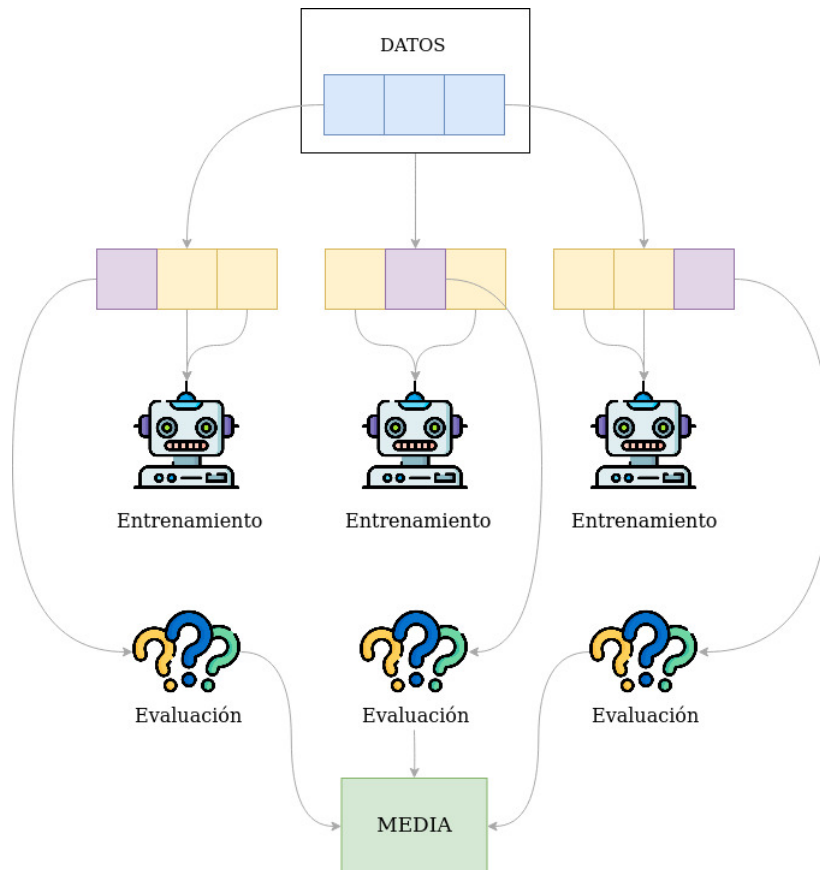 DATOS
Entrenamiento
Entrenamiento
Entrenamiento
Evaluación
Evaluación
Evaluación
MEDIA